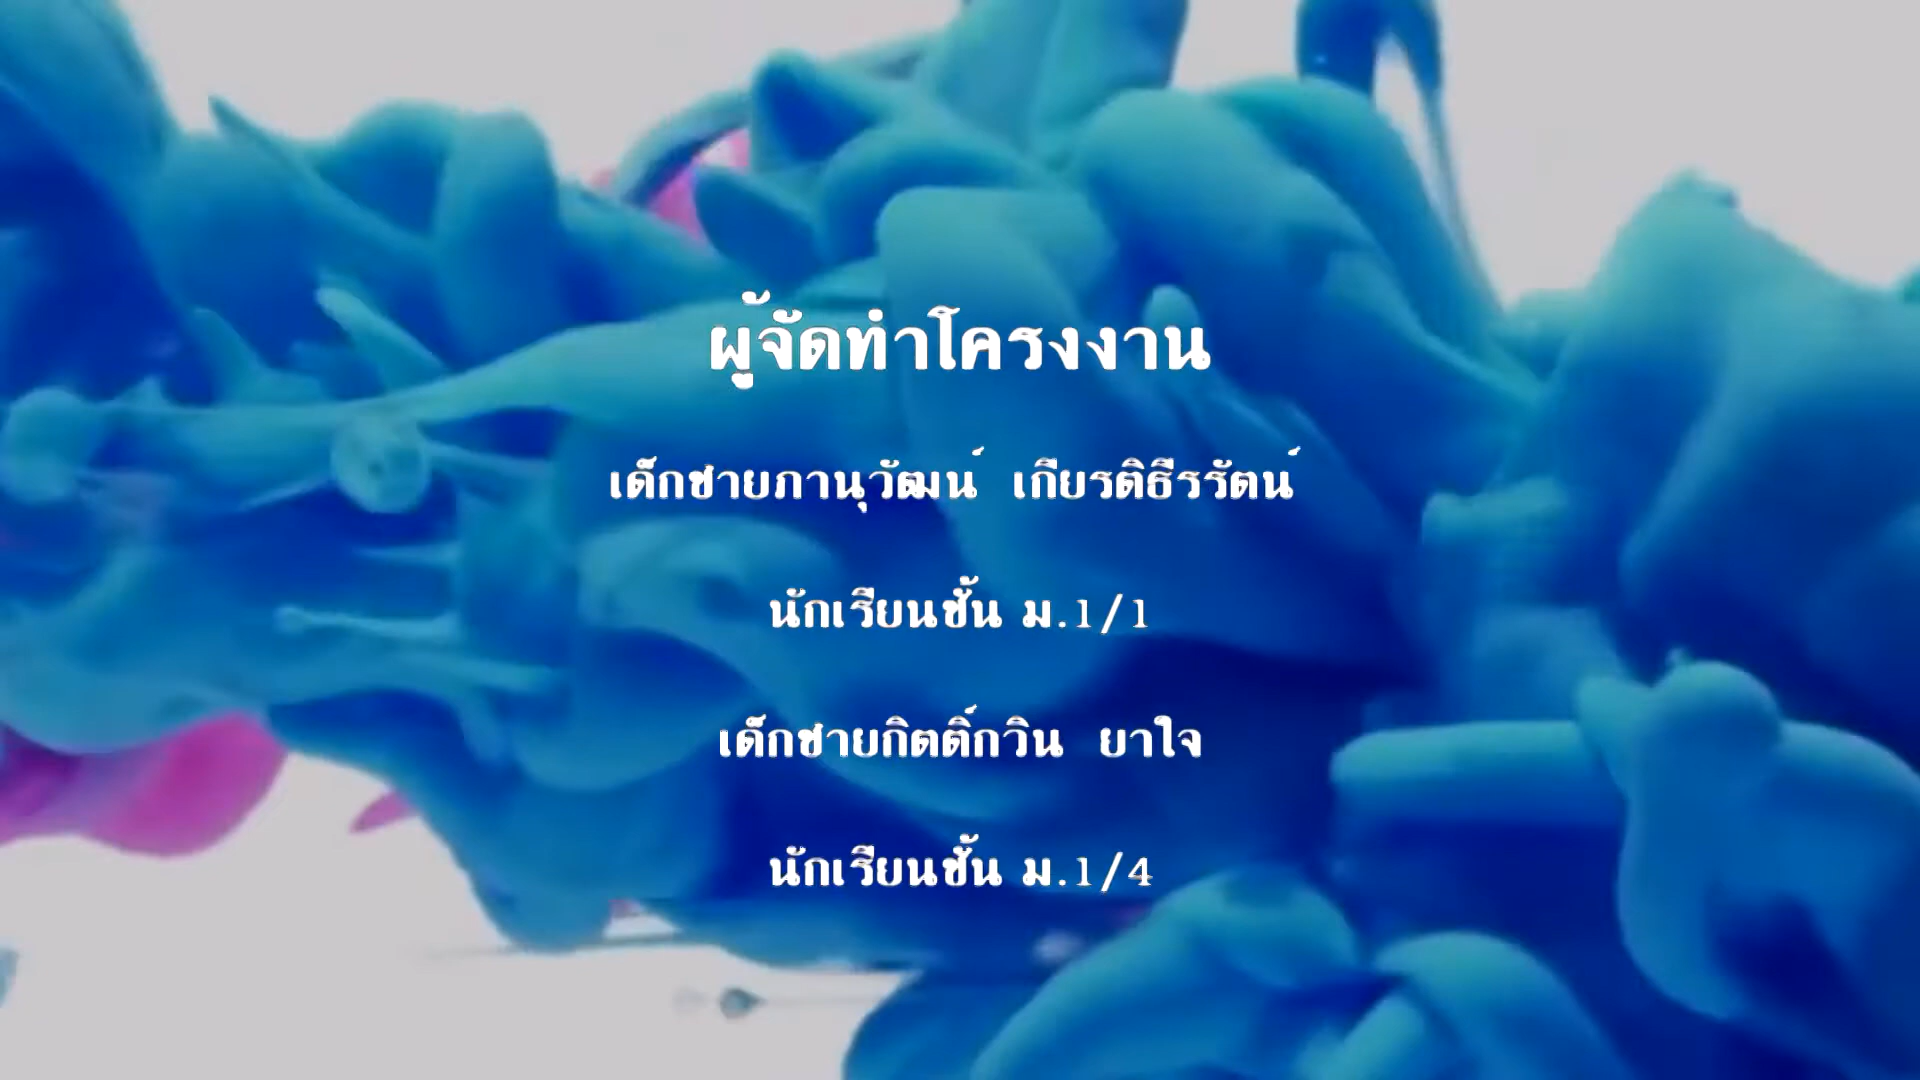 ผู้จัดทำโครงงาน
เด็กชายภานุวัฒน์ เกียรติธีรรัตน์
นักเรียนชั้น ม.1/1
เด็กชายกิตติ์กวิน ยาใจ
นักเรียนชั้น ม.1/4